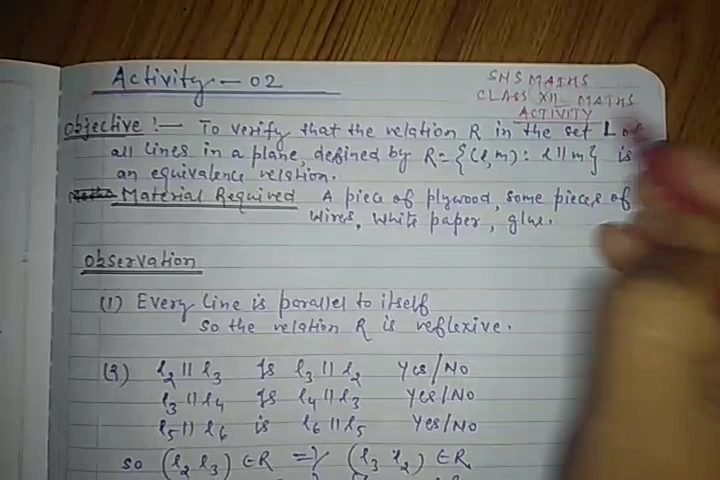 Activity - 02
SNS MATHS
CLASS XII MATHS
ACTIVITY
Objective :- To verify that the relation R in the set L of
all lines in a plane, defined by R = {(l, m) : l || m} is
an equivalence relation.
Material Required A piece of plywood, some pieces of
wires, white paper, glue.
Observation
(1) Every line is parallel to itself
so the relation R is reflexive.
(2) l2 || l3 Is l3 || l2 Yes/No
l3 || l4 Is l4 || l3 Yes/No
l5 || l6 is l6 || l5 Yes/No
so (l2 l3) ∈ R => (l3 l2) ∈ R